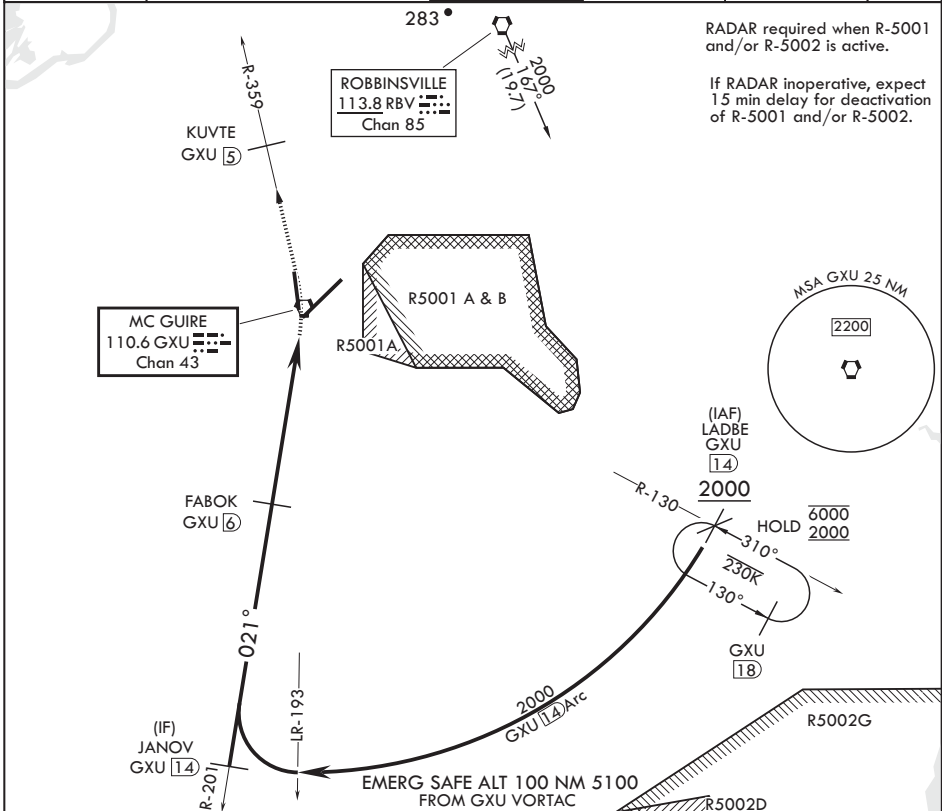 283
2000
167°
(19.7)
RADAR required when R-5001
and/or R-5002 is active.
If RADAR inoperative, expect
15 min delay for deactivation
of R-5001 and/or R-5002.
ROBBINSVILLE
113.8 RBV
Chan 85
R-359
KUVTE
GXU 5
R5001 A & B
R5001A
MC GUIRE
110.6 GXU
Chan 43
MSA GXU 25 NM
2200
(IAF)
LADBE
GXU
14
2000
R-130
HOLD
6000
2000
310°
230K
130°
GXU
18
FABOK
GXU 6
021°
LR-193
2000
GXU 14 Arc
(IF)
JANOV
GXU 14
R-201
EMERG SAFE ALT 100 NM 5100
FROM GXU VORTAC
R5002G
R5002D